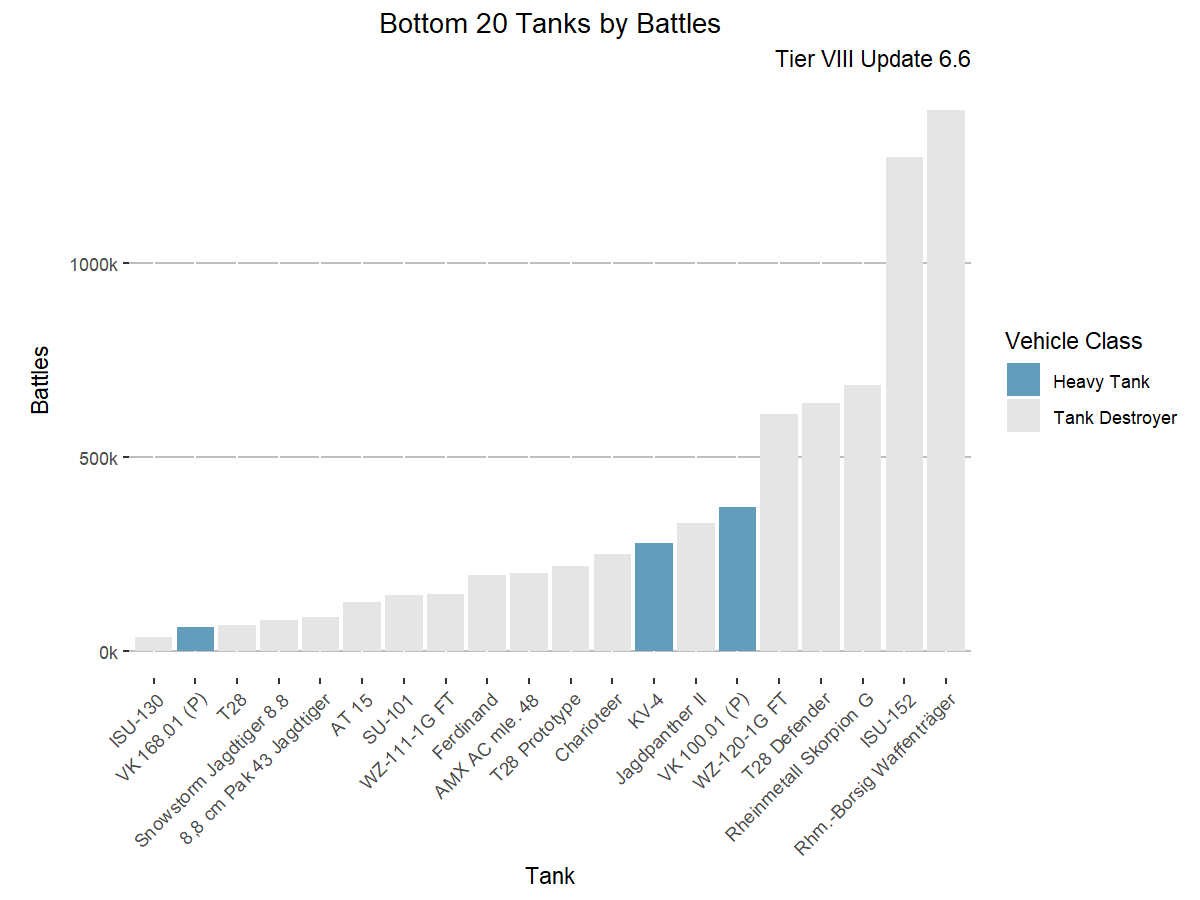 Bottom 20 Tanks by Battles
Tier VIII Update 6.6
Battles
1000k
500k
0k
ISU-130
VK 168.01 (P)
T28
Snowstorm Jagdtiger 8.8
8,8 cm Pak 43 Jagdtiger
AT 15
SU-101
WZ-111-1G FT
Ferdinand
AMX AC mle. 48
T28 Prototype
Charioteer
KV-4
Jagdpanther II
VK 100.01 (P)
WZ-120-1G FT
T28 Defender
Rheinmetall Skorpion G
ISU-152
Rhm.-Borsig Waffenträger
Tank
Vehicle Class
Heavy Tank
Tank Destroyer